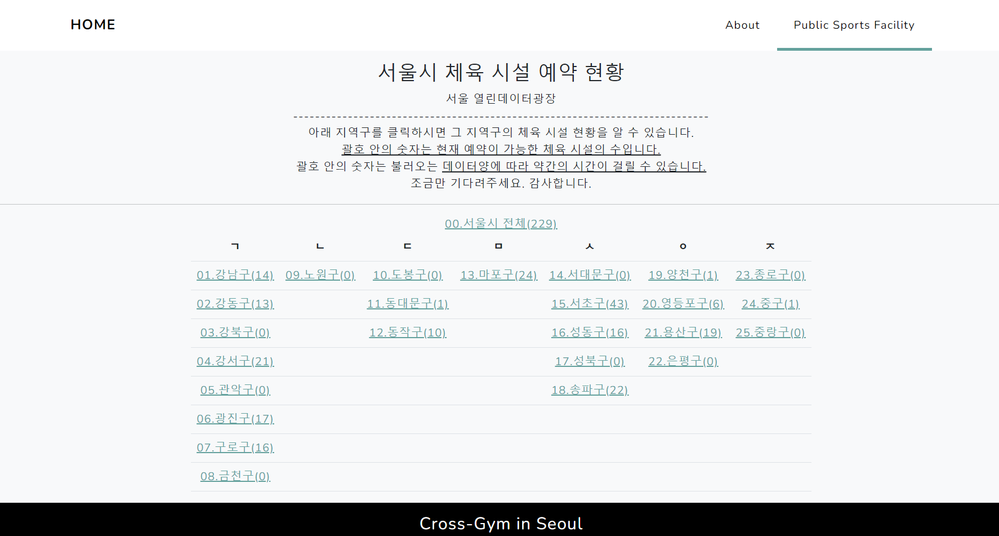 HOME
About
Public Sports Facility
서울시 체육 시설 예약 현황
서울 열린데이터광장
----------------------------------------------------------------------------
아래 지역구를 클릭하시면 그 지역구의 체육 시설 현황을 알 수 있습니다.
괄호 안의 숫자는 현재 예약이 가능한 체육 시설의 수입니다.
괄호 안의 숫자는 불러오는 데이터양에 따라 약간의 시간이 걸릴 수 있습니다.
조금만 기다려주세요. 감사합니다.
00.서울시 전체(229)
ㄱ ㄴ ㄷ ㅁ ㅅ ㅇ ㅈ
01.강남구(14) 09.노원구(0) 10.도봉구(0) 13.마포구(24) 14.서대문구(0) 19.양천구(1) 23.종로구(0)
02.강동구(13) 11.동대문구(1) 15.서초구(43) 20.영등포구(6) 24.중구(1)
03.강북구(0) 12.동작구(10) 16.성동구(16) 21.용산구(19) 25.중랑구(0)
04.강서구(21) 17.성북구(0) 22.은평구(0)
05.관악구(0) 18.송파구(22)
06.광진구(17)
07.구로구(16)
08.금천구(0)
Cross-Gym in Seoul